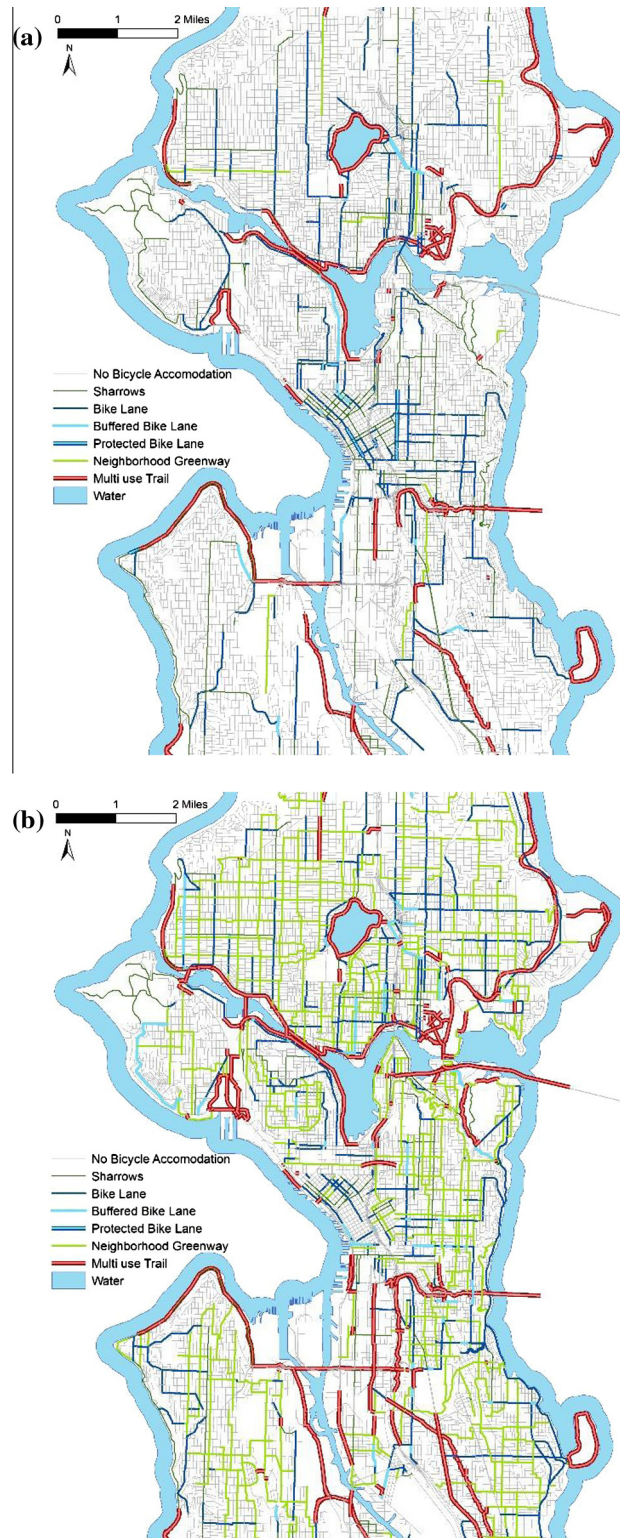 (a)
0 1 2 Miles
N
No Bicycle Accomodation
Sharrows
Bike Lane
Buffered Bike Lane
Protected Bike Lane
Neighborhood Greenway
Multi use Trail
Water
(b)
0 1 2 Miles
N
No Bicycle Accomodation
Sharrows
Bike Lane
Buffered Bike Lane
Protected Bike Lane
Neighborhood Greenway
Multi use Trail
Water